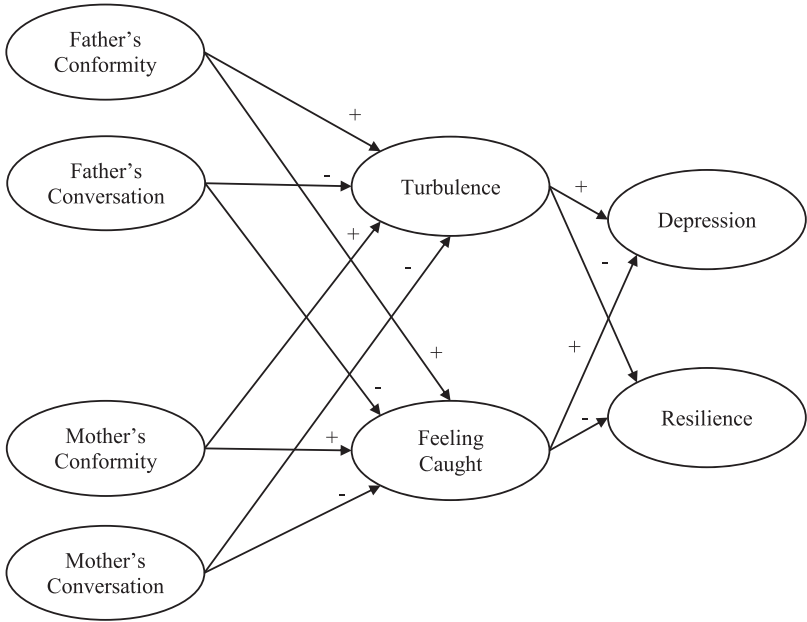 Father’s
Conformity
+
Father’s
Conversation
-
Turbulence
+
+
-
-
Depression
+
+
-
Mother’s
Conformity
+
Feeling
Caught
-
Resilience
-
Mother’s
Conversation